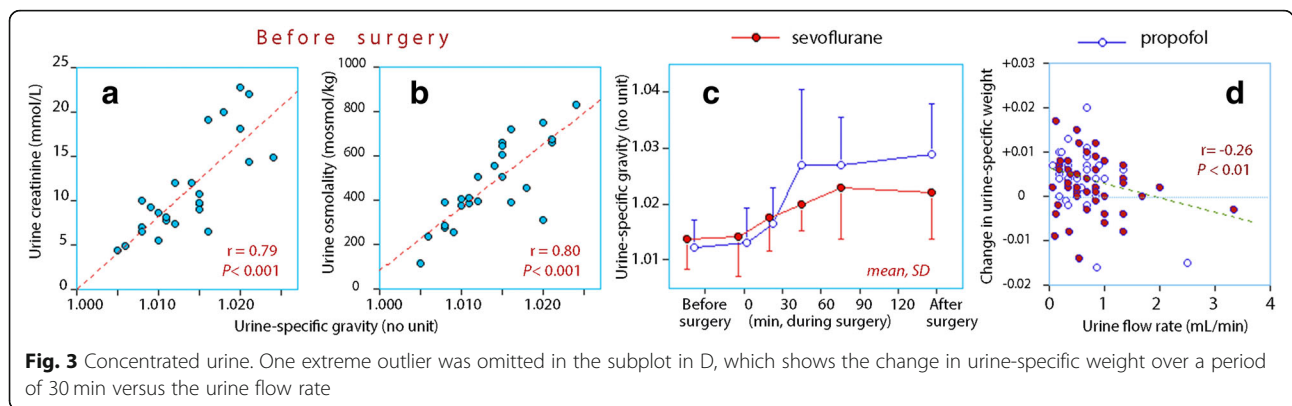 Before surgery
sevoflurane
propofol
a
Urine creatinine (mmol/L)
25
20
15
10
5
0
1.000
1.010
1.020
r = 0.79
P< 0.001
b
Urine osmolality (mosmol/kg)
1000
800
600
400
200
0
1.000
1.010
1.020
r = 0.80
P< 0.001
Urine-specific gravity (no unit)
c
Urine-specific gravity (no unit)
1.04
1.03
1.02
1.01
mean, SD
Before surgery
0
30
60
90
120
(min, during surgery)
After surgery
d
Change in urine-specific weight
+0.03
+0.02
+0.01
0
-0.01
-0.02
r= -0.26
P < 0.01
0
1
2
3
4
Urine flow rate (mL/min)
Fig. 3 Concentrated urine. One extreme outlier was omitted in the subplot in D, which shows the change in urine-specific weight over a period
of 30 min versus the urine flow rate